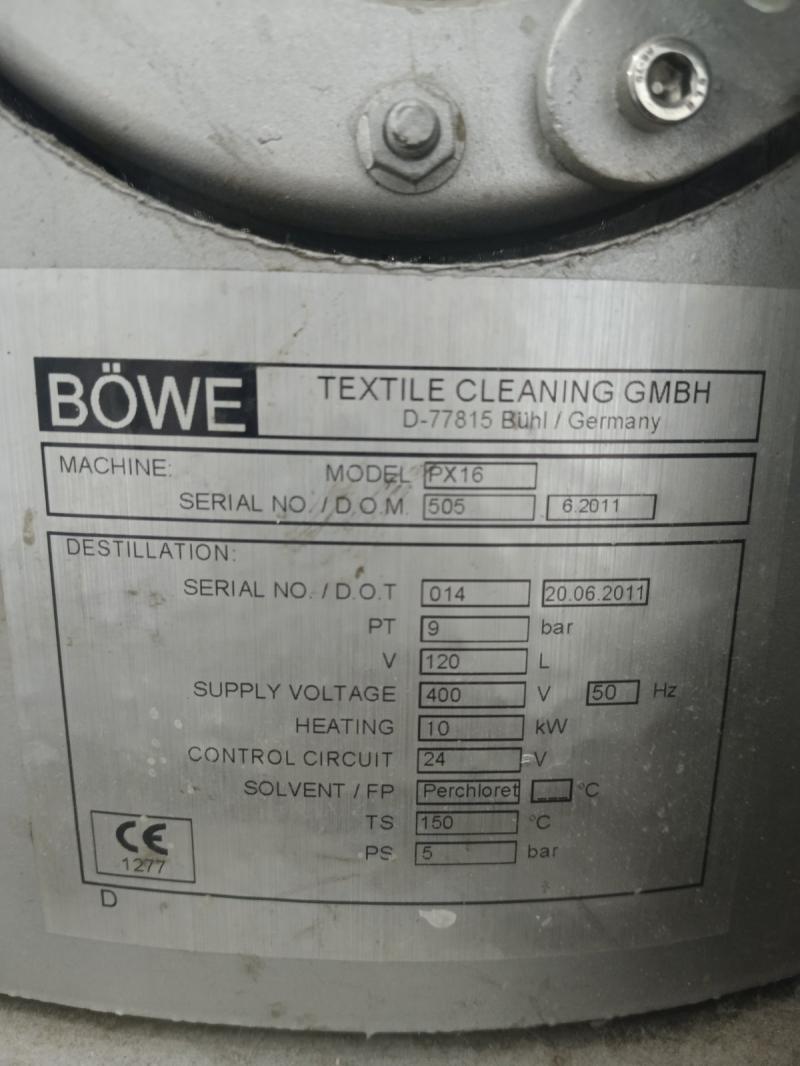 BÖWE TEXTILE CLEANING GMBH
D-77815 Bühl / Germany
MACHINE: MODEL PX16
SERIAL NO. / D.O.M. 505 6.2011
DESTILLATION:
SERIAL NO. / D.O.T 014 20.06.2011
PT 9 bar
V 120 L
SUPPLY VOLTAGE 400 V 50 Hz
HEATING 10 kW
CONTROL CIRCUIT 24 V
SOLVENT / FP Perchloret ___ °C
TS 150 °C
PS 5 bar
CE
1277
D